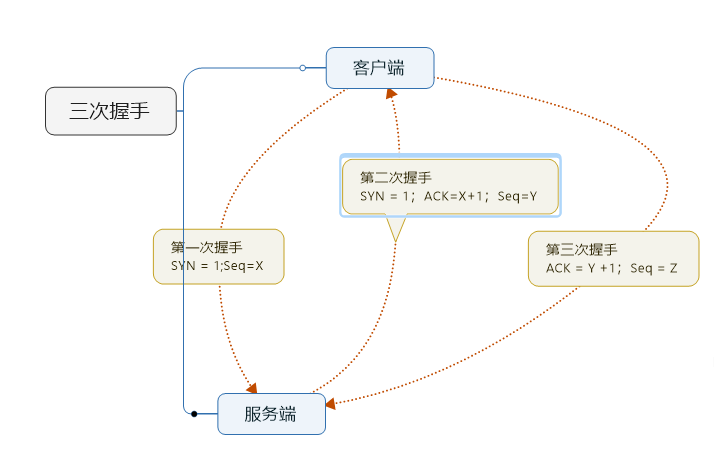 客户端
三次握手
第二次握手
SYN = 1；ACK=X+1；Seq=Y
第一次握手
SYN = 1;Seq=X
第三次握手
ACK = Y +1；Seq = Z
服务端